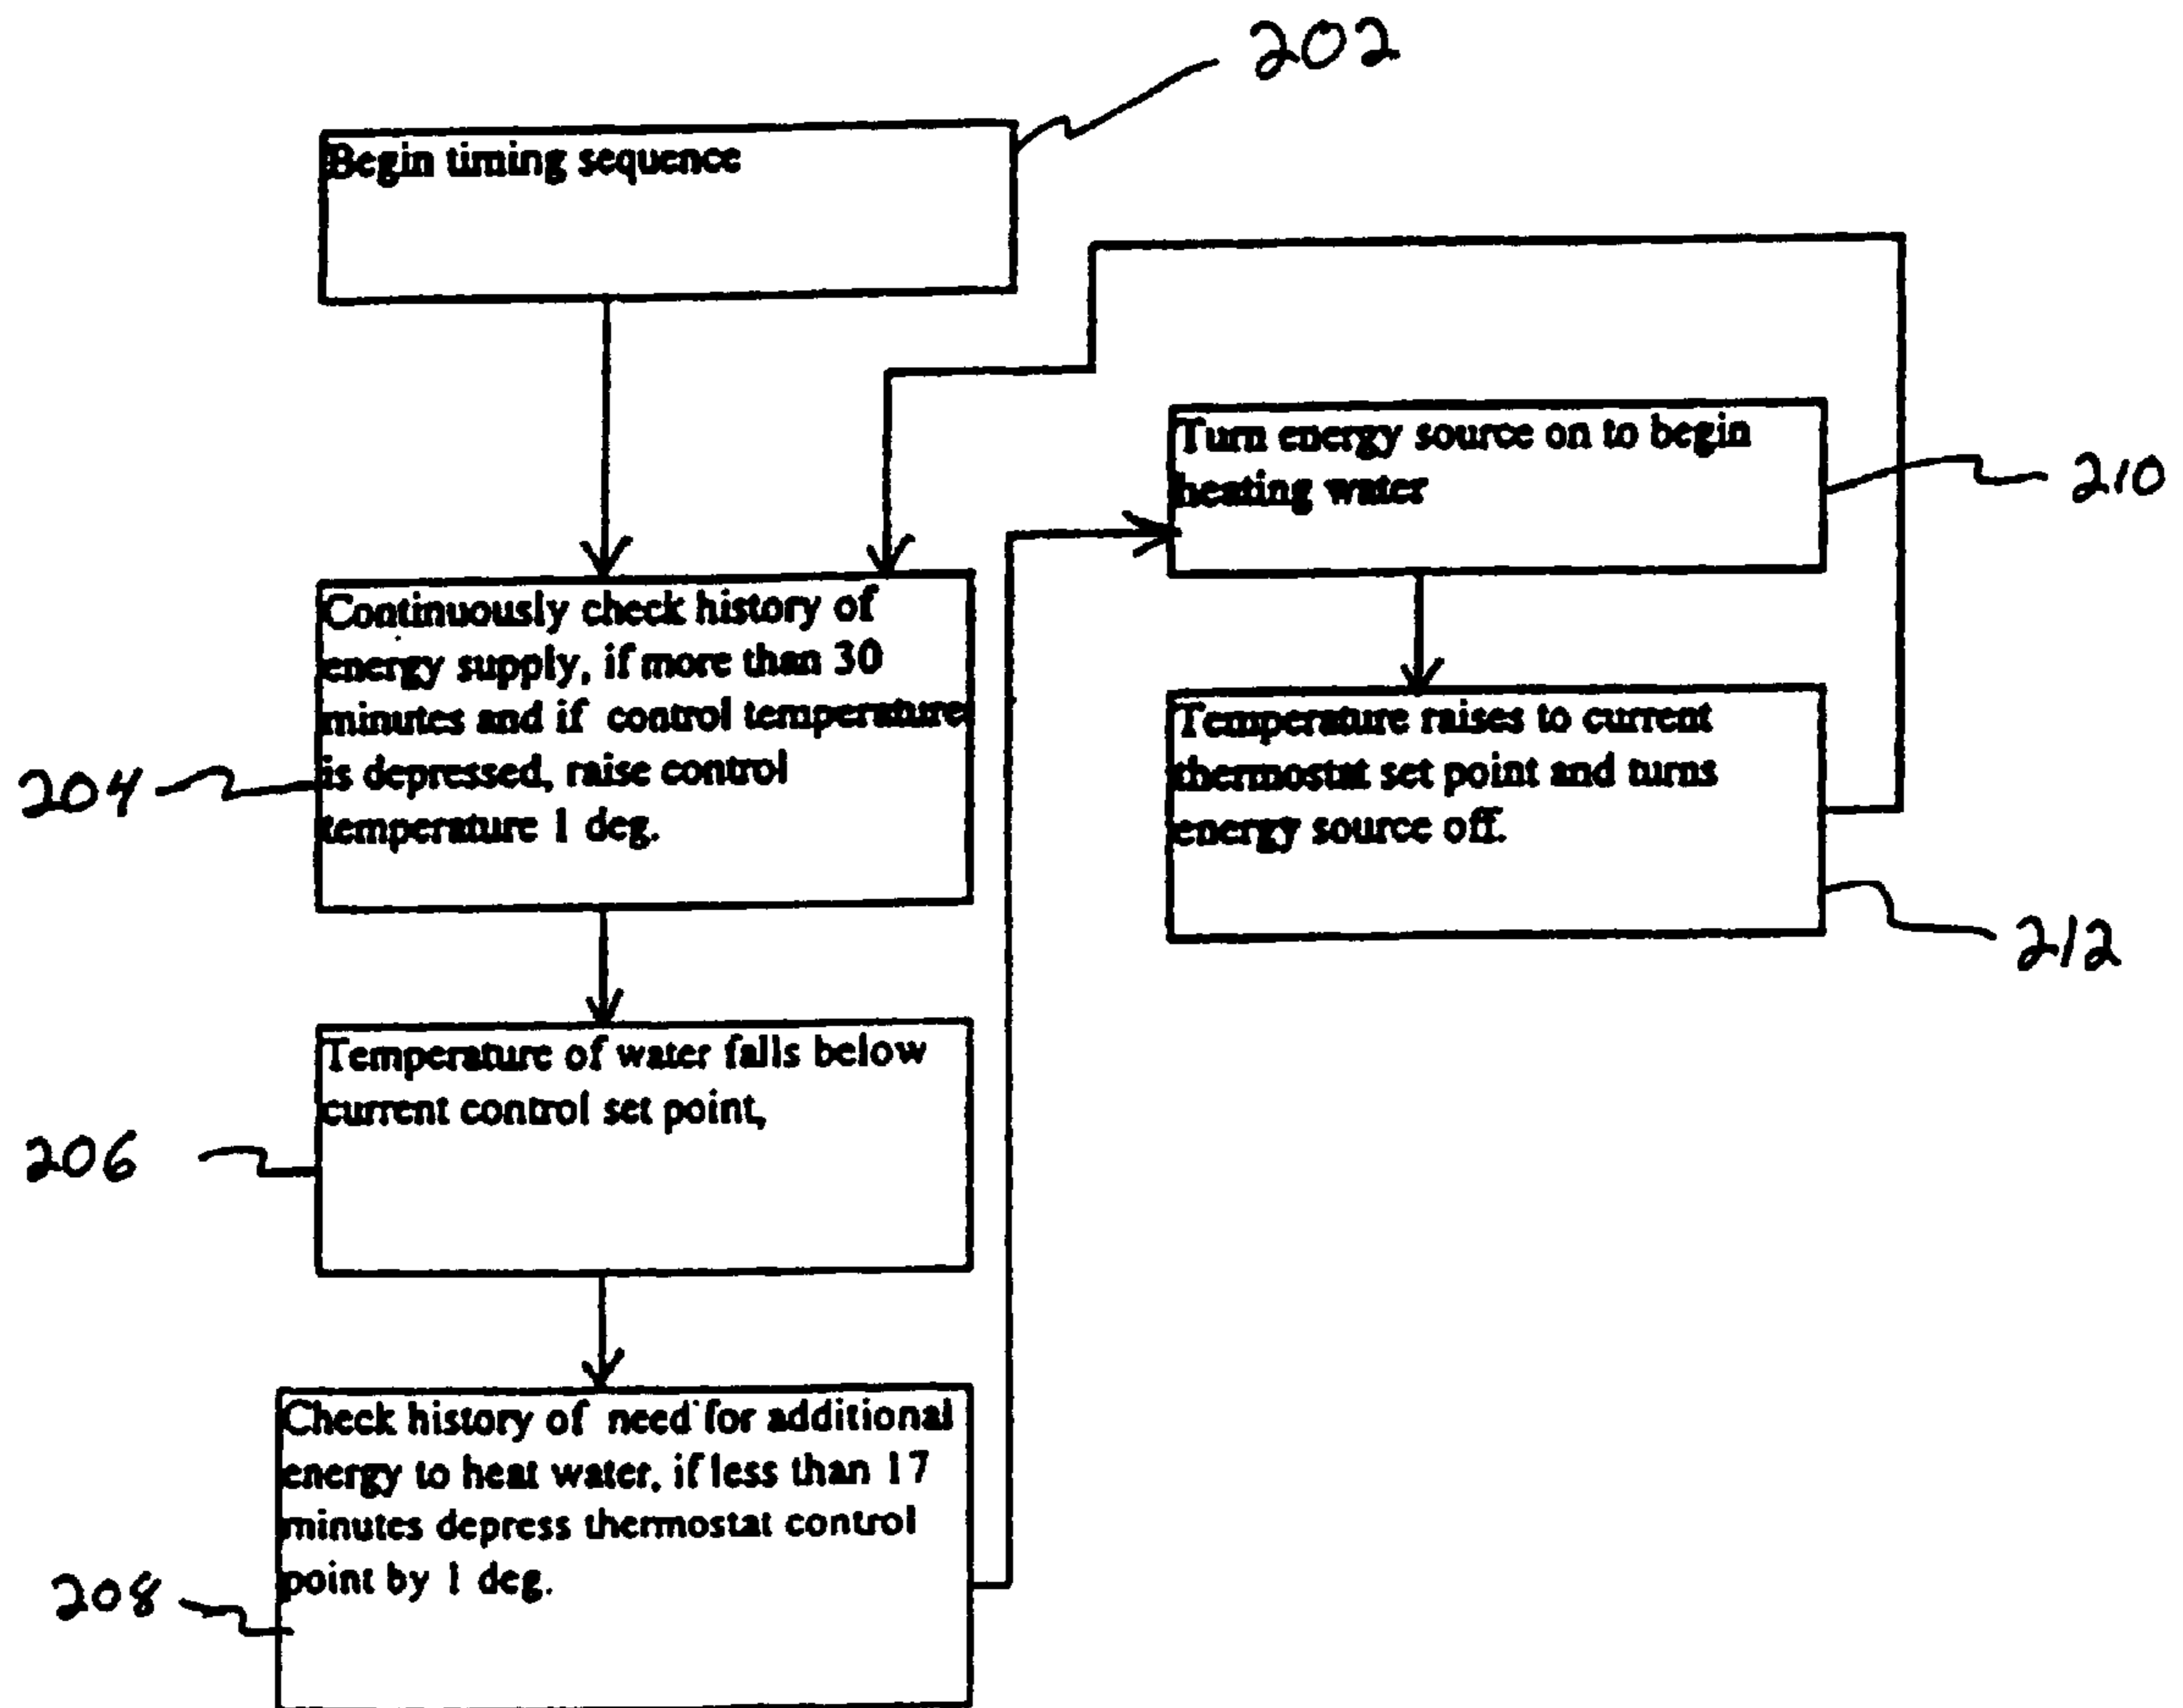 202
Begin timing sequence
Turn energy source on to begin
heating water
210
Continuously check history of
energy supply, if more than 30
minutes and if control temperature
is depressed, raise control
temperature 1 deg.
204
Temperature raises to current
thermostat set point and turns
energy source off.
212
Temperature of water falls below
current control set point,
206
Check history of need for additional
energy to heat water, if less than 17
minutes depress thermostat control
point by 1 deg.
208